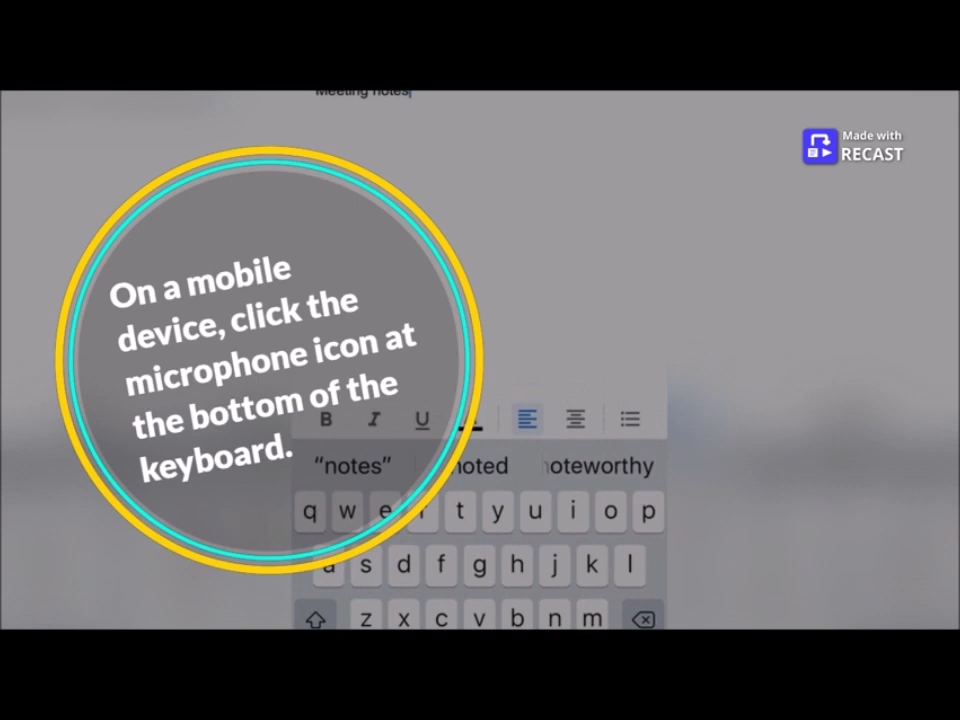 Meeting notes
Made with
RECAST
On a mobile
device, click the
microphone icon at
the bottom of the
keyboard.
B I U
"notes" noted oteworthy
q w e r t y u i o p
a s d f g h j k l
z x c v b n m